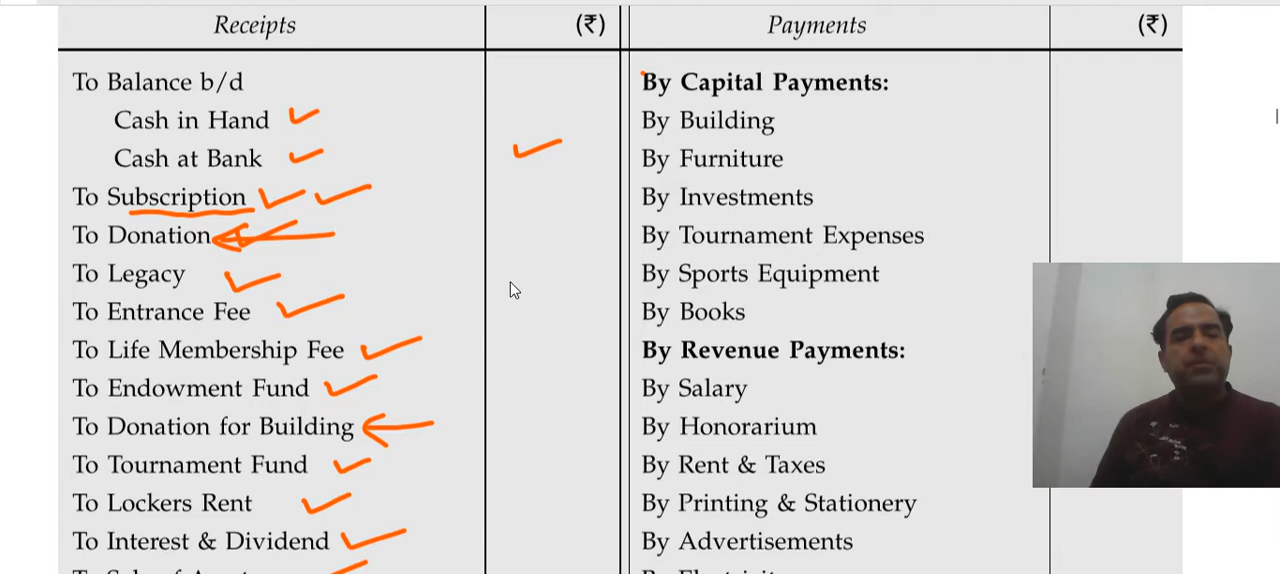 Receipts (₹) Payments (₹)
To Balance b/d By Capital Payments:
Cash in Hand By Building
Cash at Bank By Furniture
To Subscription By Investments
To Donation By Tournament Expenses
To Legacy By Sports Equipment
To Entrance Fee By Books
To Life Membership Fee By Revenue Payments:
To Endowment Fund By Salary
To Donation for Building By Honorarium
To Tournament Fund By Rent & Taxes
To Lockers Rent By Printing & Stationery
To Interest & Dividend By Advertisements